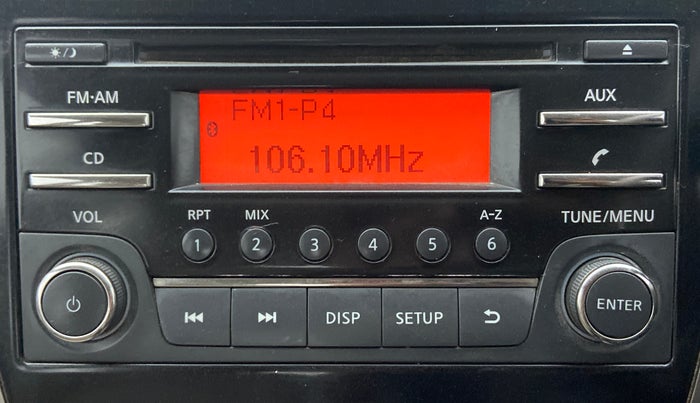 FM·AM
AUX
FM1-P4
106.10MHz
CD
VOL
RPT
MIX
A-Z
TUNE/MENU
1
2
3
4
5
6
DISP
SETUP
ENTER